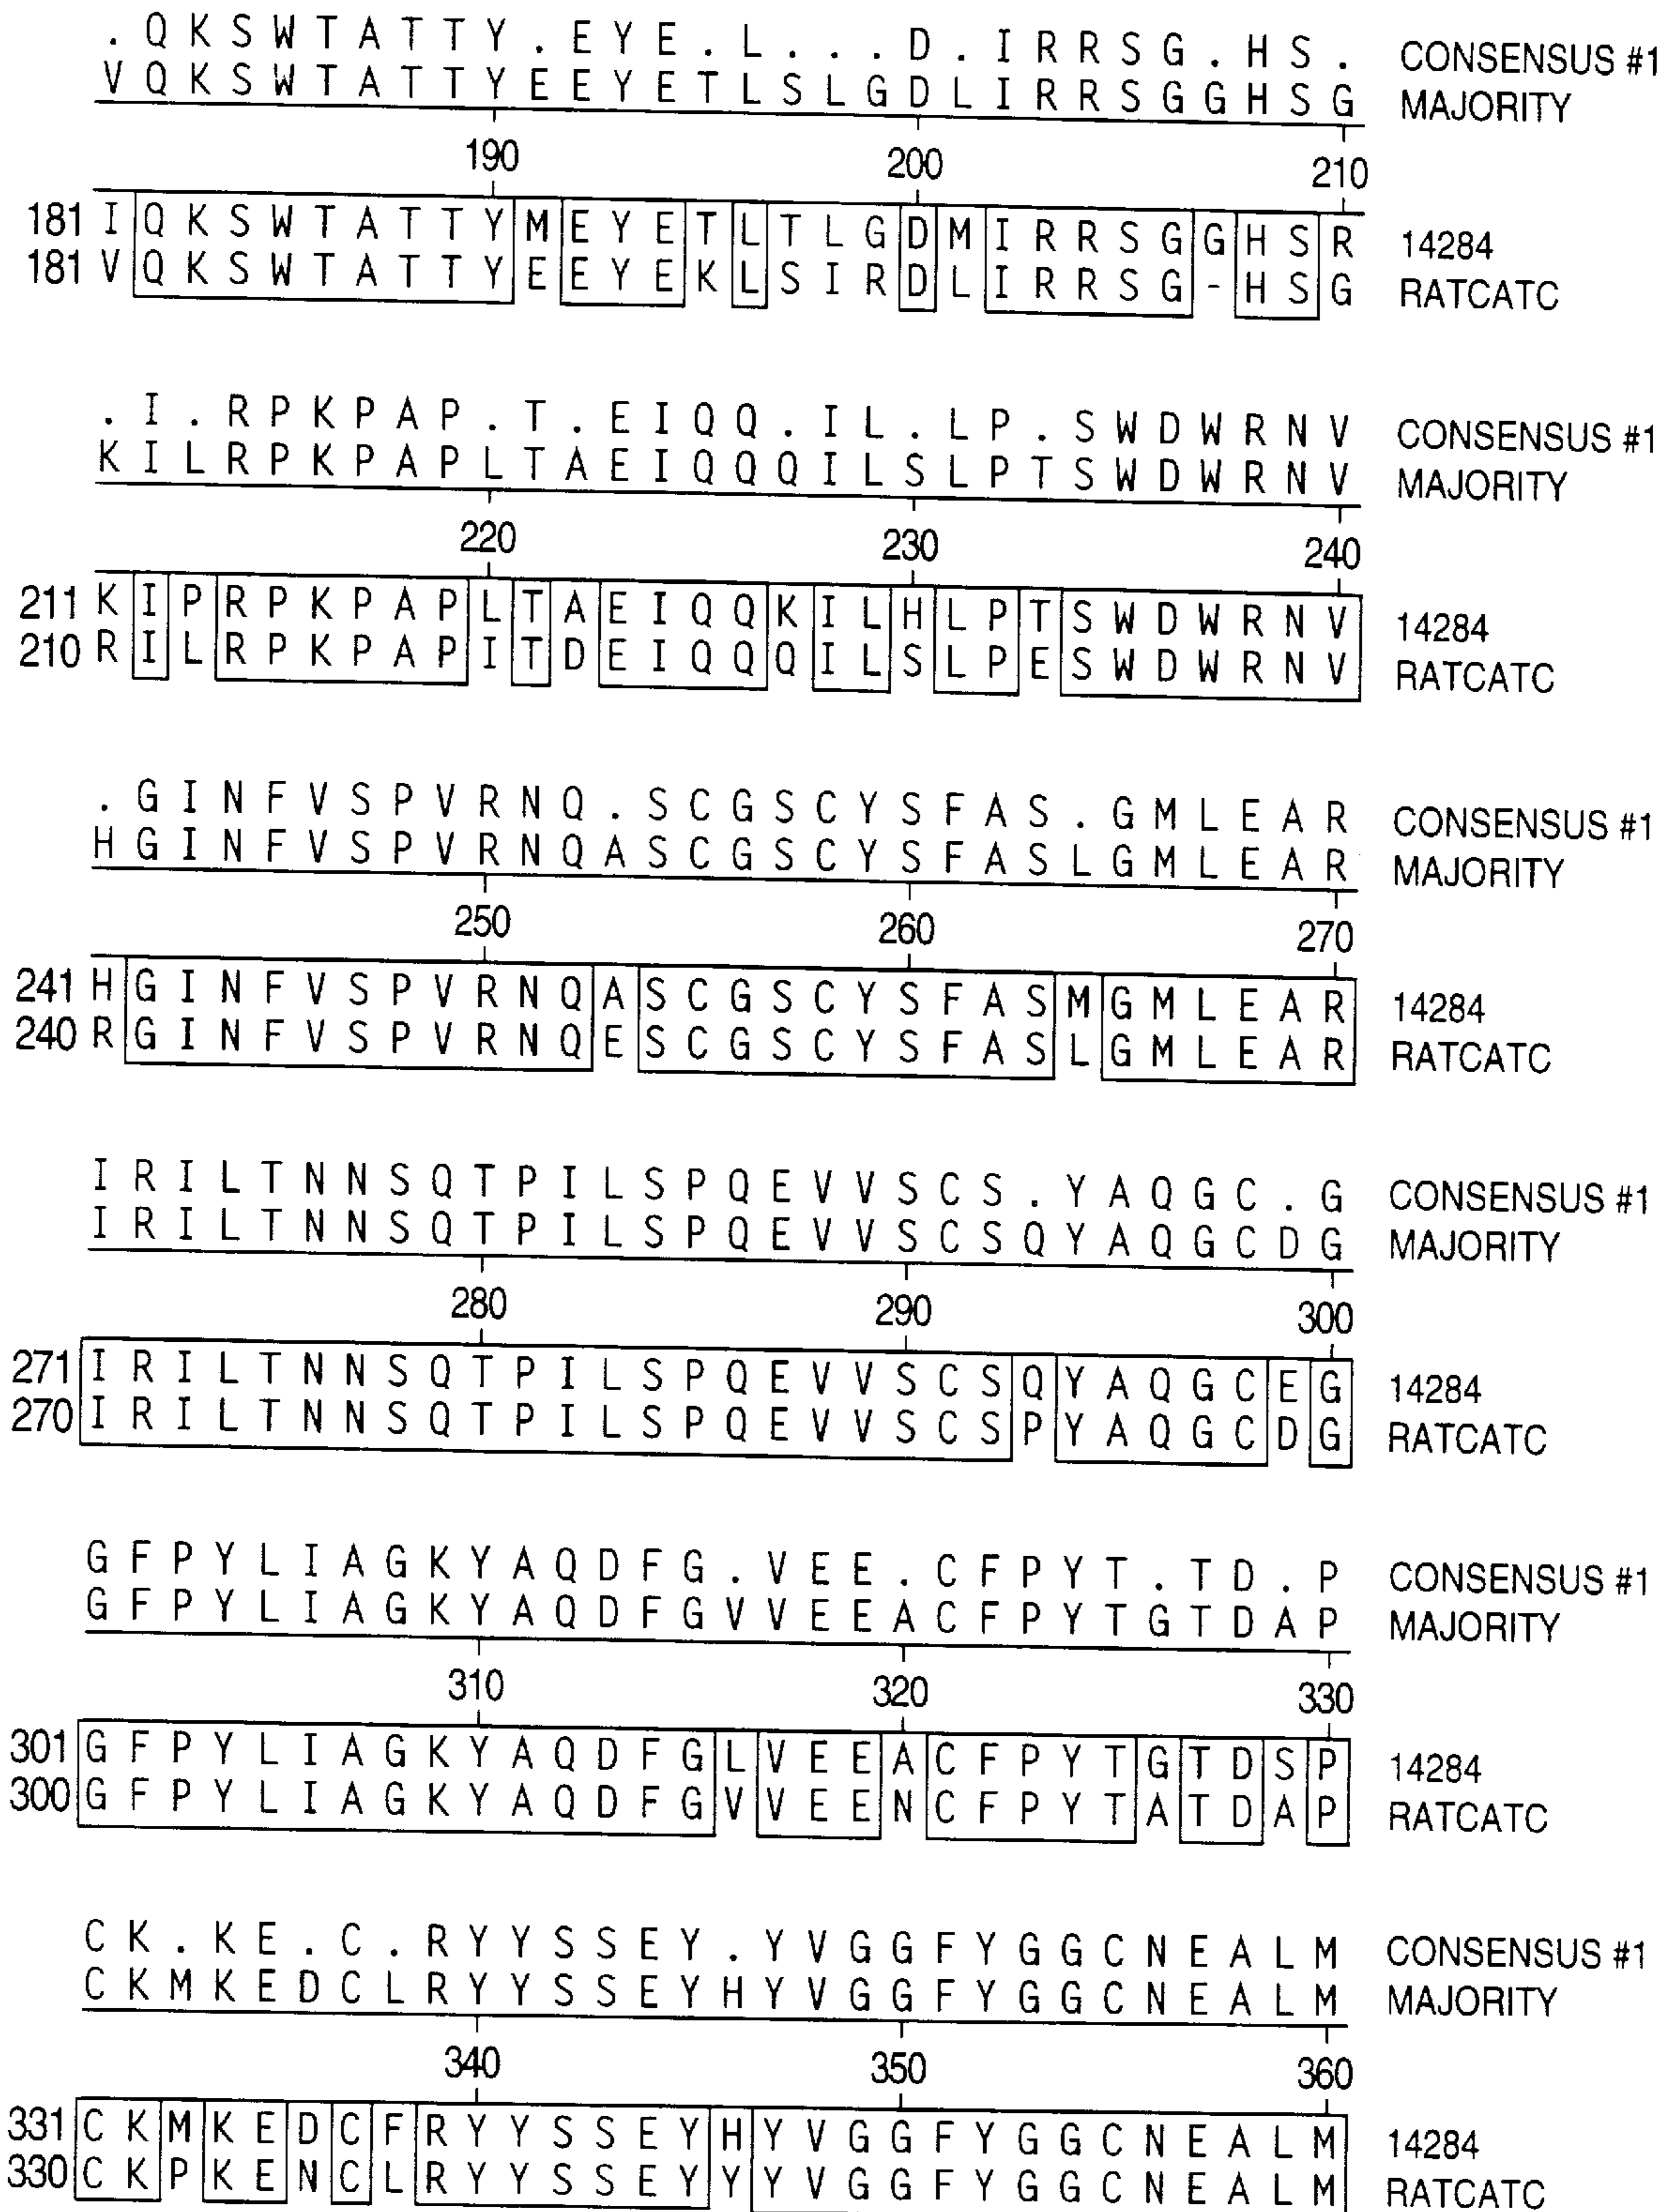 . Q K S W T A T T Y . E Y E . L . . . D . I R R S G . H S . CONSENSUS #1
V Q K S W T A T T Y E E Y E T L S L G D L I R R S G G H S G MAJORITY
190 200 210
181 I Q K S W T A T T Y M E Y E T L T L G D M I R R S G G H S R 14284
181 V Q K S W T A T T Y E E Y E K L S I R D L I R R S G - H S G RATCATC
. I . R P K P A P . T . E I Q Q . I L . L P . S W D W R N V CONSENSUS #1
K I L R P K P A P L T A E I Q Q Q I L S L P T S W D W R N V MAJORITY
220 230 240
211 K I P R P K P A P L T A E I Q Q K I L H L P T S W D W R N V 14284
210 R I L R P K P A P I T D E I Q Q Q I L S L P E S W D W R N V RATCATC
. G I N F V S P V R N Q . S C G S C Y S F A S . G M L E A R CONSENSUS #1
H G I N F V S P V R N Q A S C G S C Y S F A S L G M L E A R MAJORITY
250 260 270
241 H G I N F V S P V R N Q A S C G S C Y S F A S M G M L E A R 14284
240 R G I N F V S P V R N Q E S C G S C Y S F A S L G M L E A R RATCATC
I R I L T N N S Q T P I L S P Q E V V S C S . Y A Q G C . G CONSENSUS #1
I R I L T N N S Q T P I L S P Q E V V S C S Q Y A Q G C D G MAJORITY
280 290 300
271 I R I L T N N S Q T P I L S P Q E V V S C S Q Y A Q G C E G 14284
270 I R I L T N N S Q T P I L S P Q E V V S C S P Y A Q G C D G RATCATC
G F P Y L I A G K Y A Q D F G . V E E . C F P Y T . T D . P CONSENSUS #1
G F P Y L I A G K Y A Q D F G V V E E A C F P Y T G T D A P MAJORITY
310 320 330
301 G F P Y L I A G K Y A Q D F G L V E E A C F P Y T G T D S P 14284
300 G F P Y L I A G K Y A Q D F G V V E E N C F P Y T A T D A P RATCATC
C K . K E . C . R Y Y S S E Y . Y V G G F Y G G C N E A L M CONSENSUS #1
C K M K E D C L R Y Y S S E Y H Y V G G F Y G G C N E A L M MAJORITY
340 350 360
331 C K M K E D C F R Y Y S S E Y H Y V G G F Y G G C N E A L M 14284
330 C K P K E N C L R Y Y S S E Y Y Y V G G F Y G G C N E A L M RATCATC